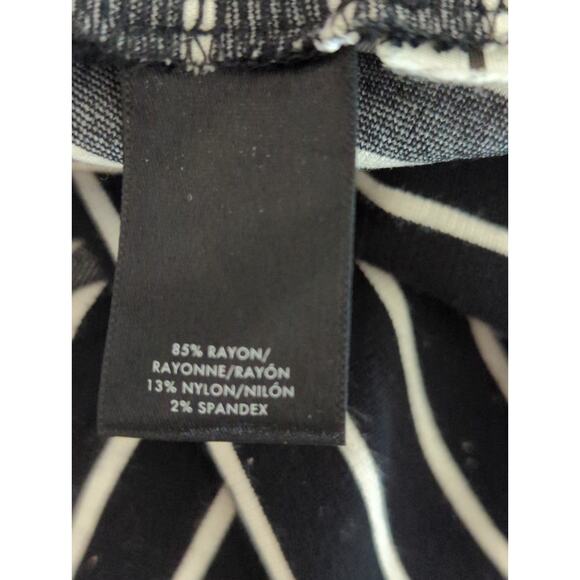 85% RAYON/
RAYONNE/RAYÓN
13% NYLON/NILÓN
2% SPANDEX